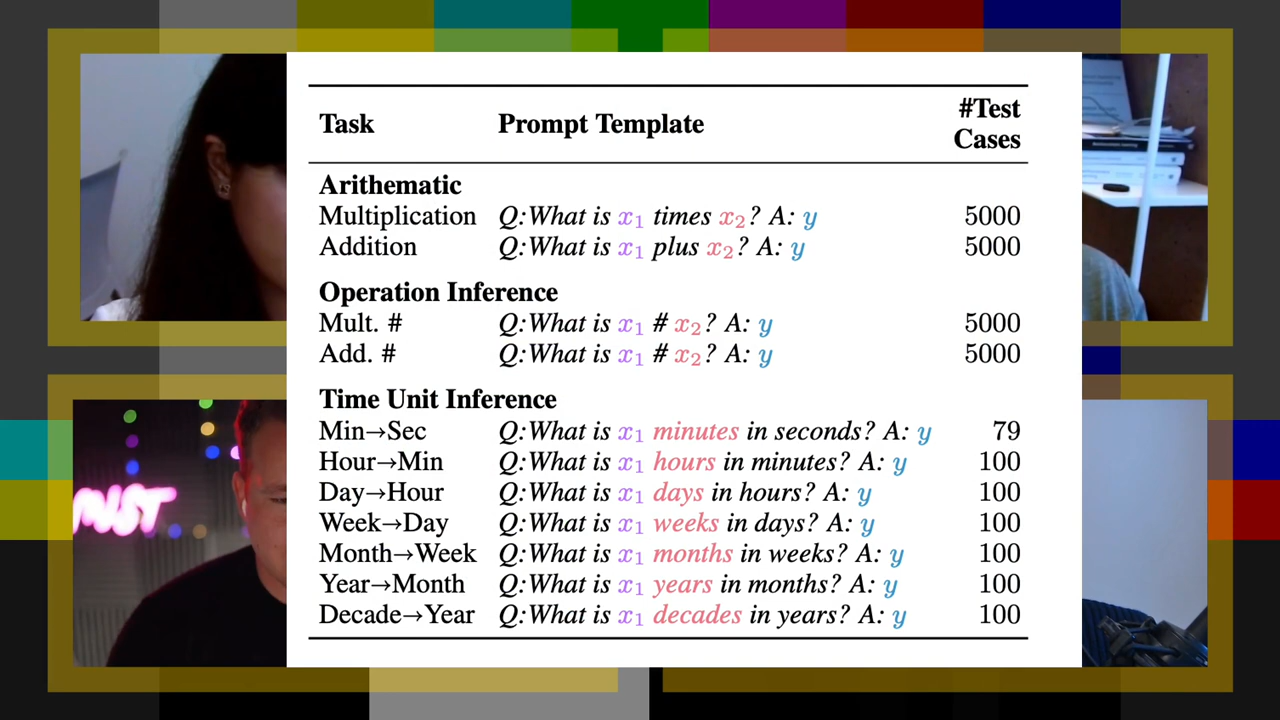 Task Prompt Template #Test Cases
Arithematic
Multiplication Q:What is x₁ times x₂? A: y 5000
Addition Q:What is x₁ plus x₂? A: y 5000
Operation Inference
Mult. # Q:What is x₁ # x₂? A: y 5000
Add. # Q:What is x₁ # x₂? A: y 5000
Time Unit Inference
Min→Sec Q:What is x₁ minutes in seconds? A: y 79
Hour→Min Q:What is x₁ hours in minutes? A: y 100
Day→Hour Q:What is x₁ days in hours? A: y 100
Week→Day Q:What is x₁ weeks in days? A: y 100
Month→Week Q:What is x₁ months in weeks? A: y 100
Year→Month Q:What is x₁ years in months? A: y 100
Decade→Year Q:What is x₁ decades in years? A: y 100